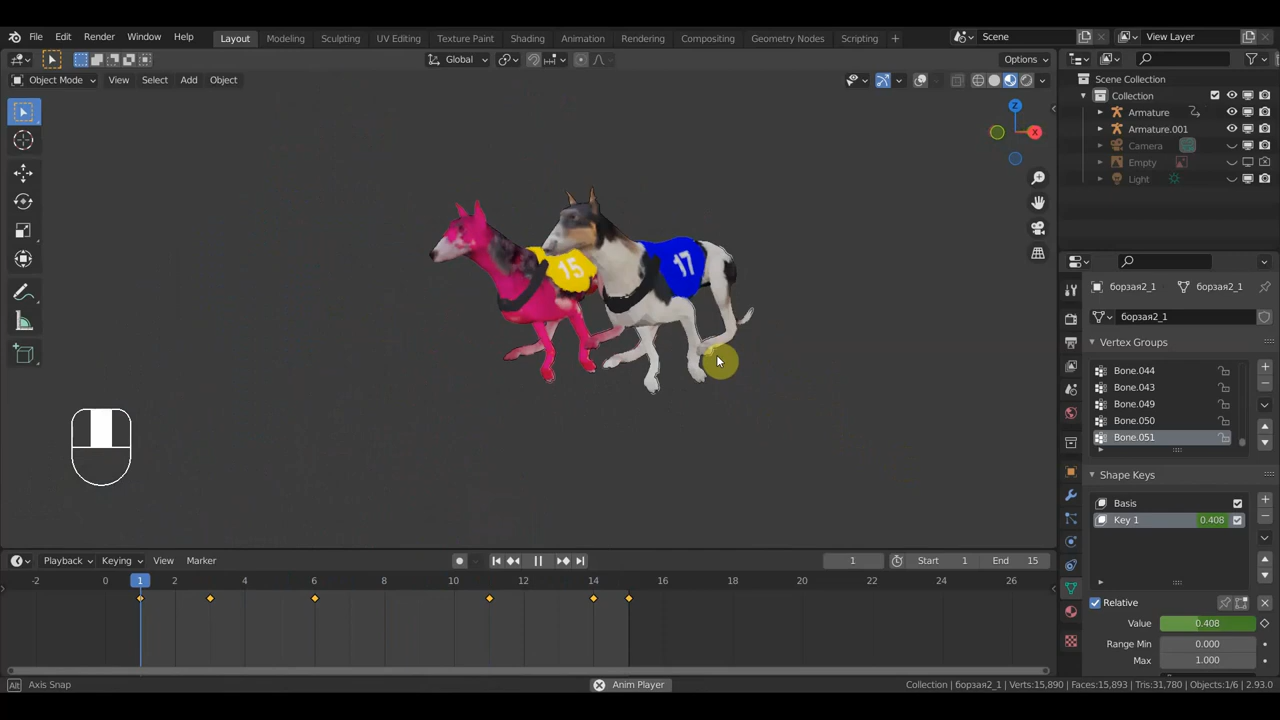 File Edit Render Window Help Layout Modeling Sculpting UV Editing Texture Paint Shading Animation Rendering Compositing Geometry Nodes Scripting + Scene View Layer
Global Options
Object Mode View Select Add Object
Z
X
Scene Collection
Collection
Armature
Armature.001
Camera
Empty
Light
15
17
борзая2_1 борзая2_1
борзая2_1
Vertex Groups
Bone.044
Bone.043
Bone.049
Bone.050
Bone.051
Shape Keys
Basis
Key 1 0.408
Relative
Value 0.408
Range Min 0.000
Max 1.000
Playback Keying View Marker 1 Start 1 End 15
-2 0 1 2 4 6 8 10 12 14 16 18 20 22 24 26
Alt Axis Snap Anim Player Collection | борзая2_1 | Verts:15,890 | Faces:15,893 | Tris:31,780 | Objects:1/6 | 2.93.0